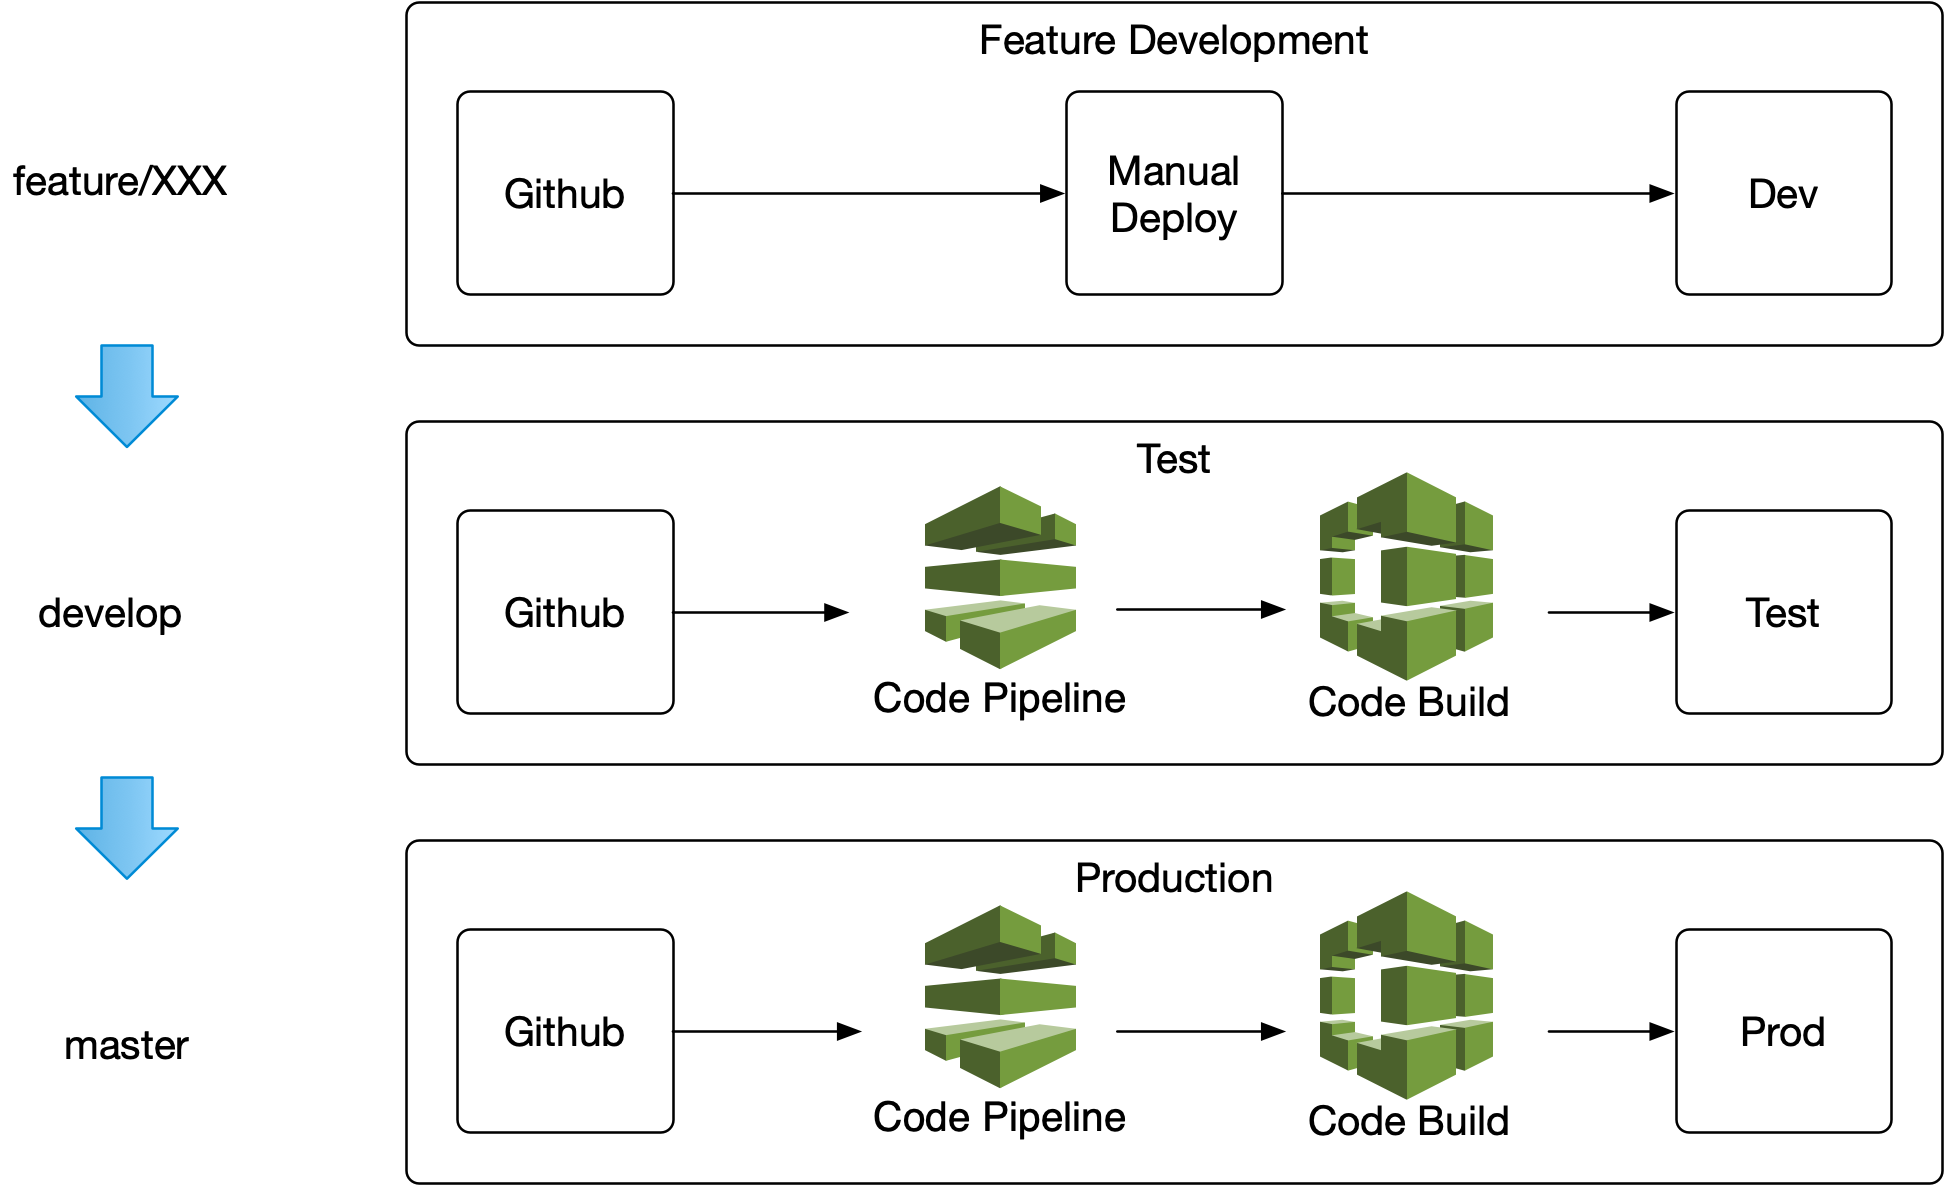 Feature Development
feature/XXX
Github
Manual
Deploy
Dev
Test
develop
Github
Code Pipeline
Code Build
Test
Production
master
Github
Code Pipeline
Code Build
Prod